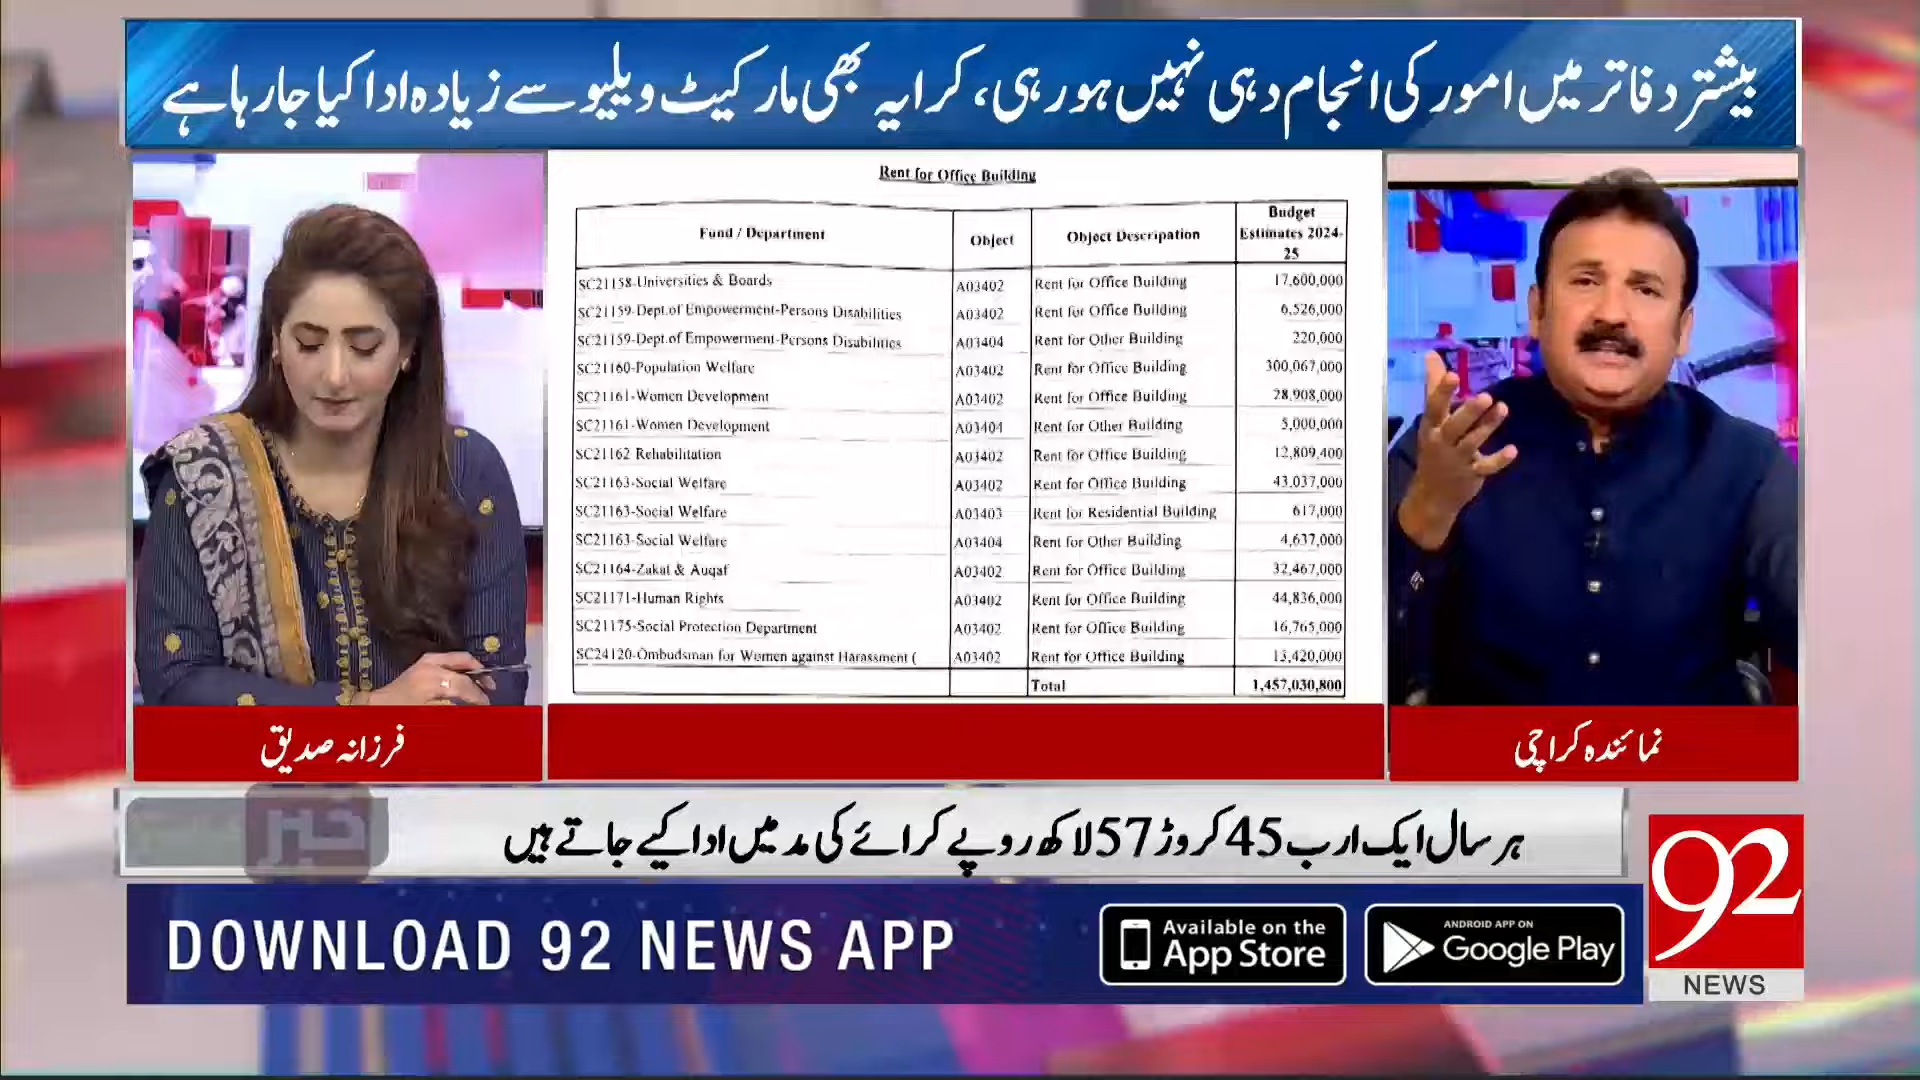 بیشتر دفاتر میں امور کی انجام دہی نہیں ہو رہی، کرایہ بھی مارکیٹ ویلیو سے زیادہ ادا کیا جا رہا ہے
Rent for Office Building
Fund / Department Object Object Descripation Budget Estimates 2024-25
SC21158-Universities & Boards A03402 Rent for Office Building 17,600,000
SC21159-Dept.of Empowerment-Persons Disabilities A03402 Rent for Office Building 6,526,000
SC21159-Dept.of Empowerment-Persons Disabilities A03404 Rent for Other Building 220,000
SC21160-Population Welfare A03402 Rent for Office Building 300,067,000
SC21161-Women Development A03402 Rent for Office Building 28,908,000
SC21161-Women Development A03404 Rent for Other Building 5,000,000
SC21162 Rehabilitation A03402 Rent for Office Building 12,809,400
SC21163-Social Welfare A03402 Rent for Office Building 43,037,000
SC21163-Social Welfare A03403 Rent for Residential Building 617,000
SC21163-Social Welfare A03404 Rent for Other Building 4,637,000
SC21164-Zakat & Auqaf A03402 Rent for Office Building 32,467,000
SC21171-Human Rights A03402 Rent for Office Building 44,836,000
SC21175-Social Protection Department A03402 Rent for Office Building 16,765,000
SC24120-Ombudsman for Women against Harassment ( A03402 Rent for Office Building 13,420,000
Total 1,457,030,800
فرزانہ صدیق
نمائندہ کراچی
خبر
ہر سال ایک ارب 45 کروڑ 57 لاکھ روپے کرائے کی مد میں ادا کیے جاتے ہیں
DOWNLOAD 92 NEWS APP
Available on the
App Store
ANDROID APP ON
Google Play
92
NEWS